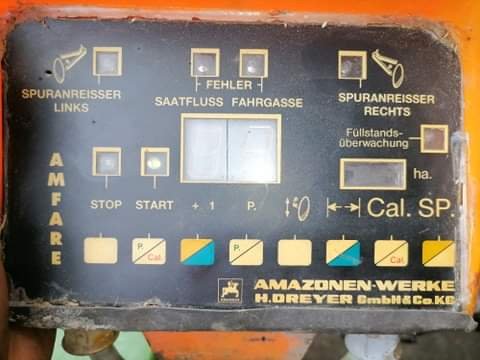 FEHLER
SPURANREISSER
LINKS
SAATFLUSS FAHRGASSE
SPURANREISSER
RECHTS
Füllstands-
überwachung
AMFARE
ha.
STOP START +1 P. Cal. SP.
P. Cal. P. Cal.
AMAZONEN-WERKE
H.DREYER GmbH&Co.KG